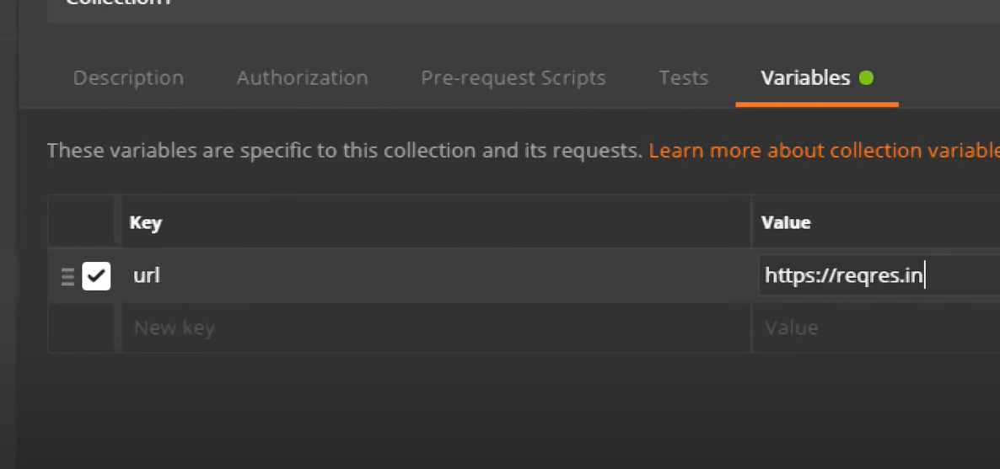 Collection1
Description Authorization Pre-request Scripts Tests Variables
These variables are specific to this collection and its requests. Learn more about collection variable
Key Value
url https://reqres.in
New key Value